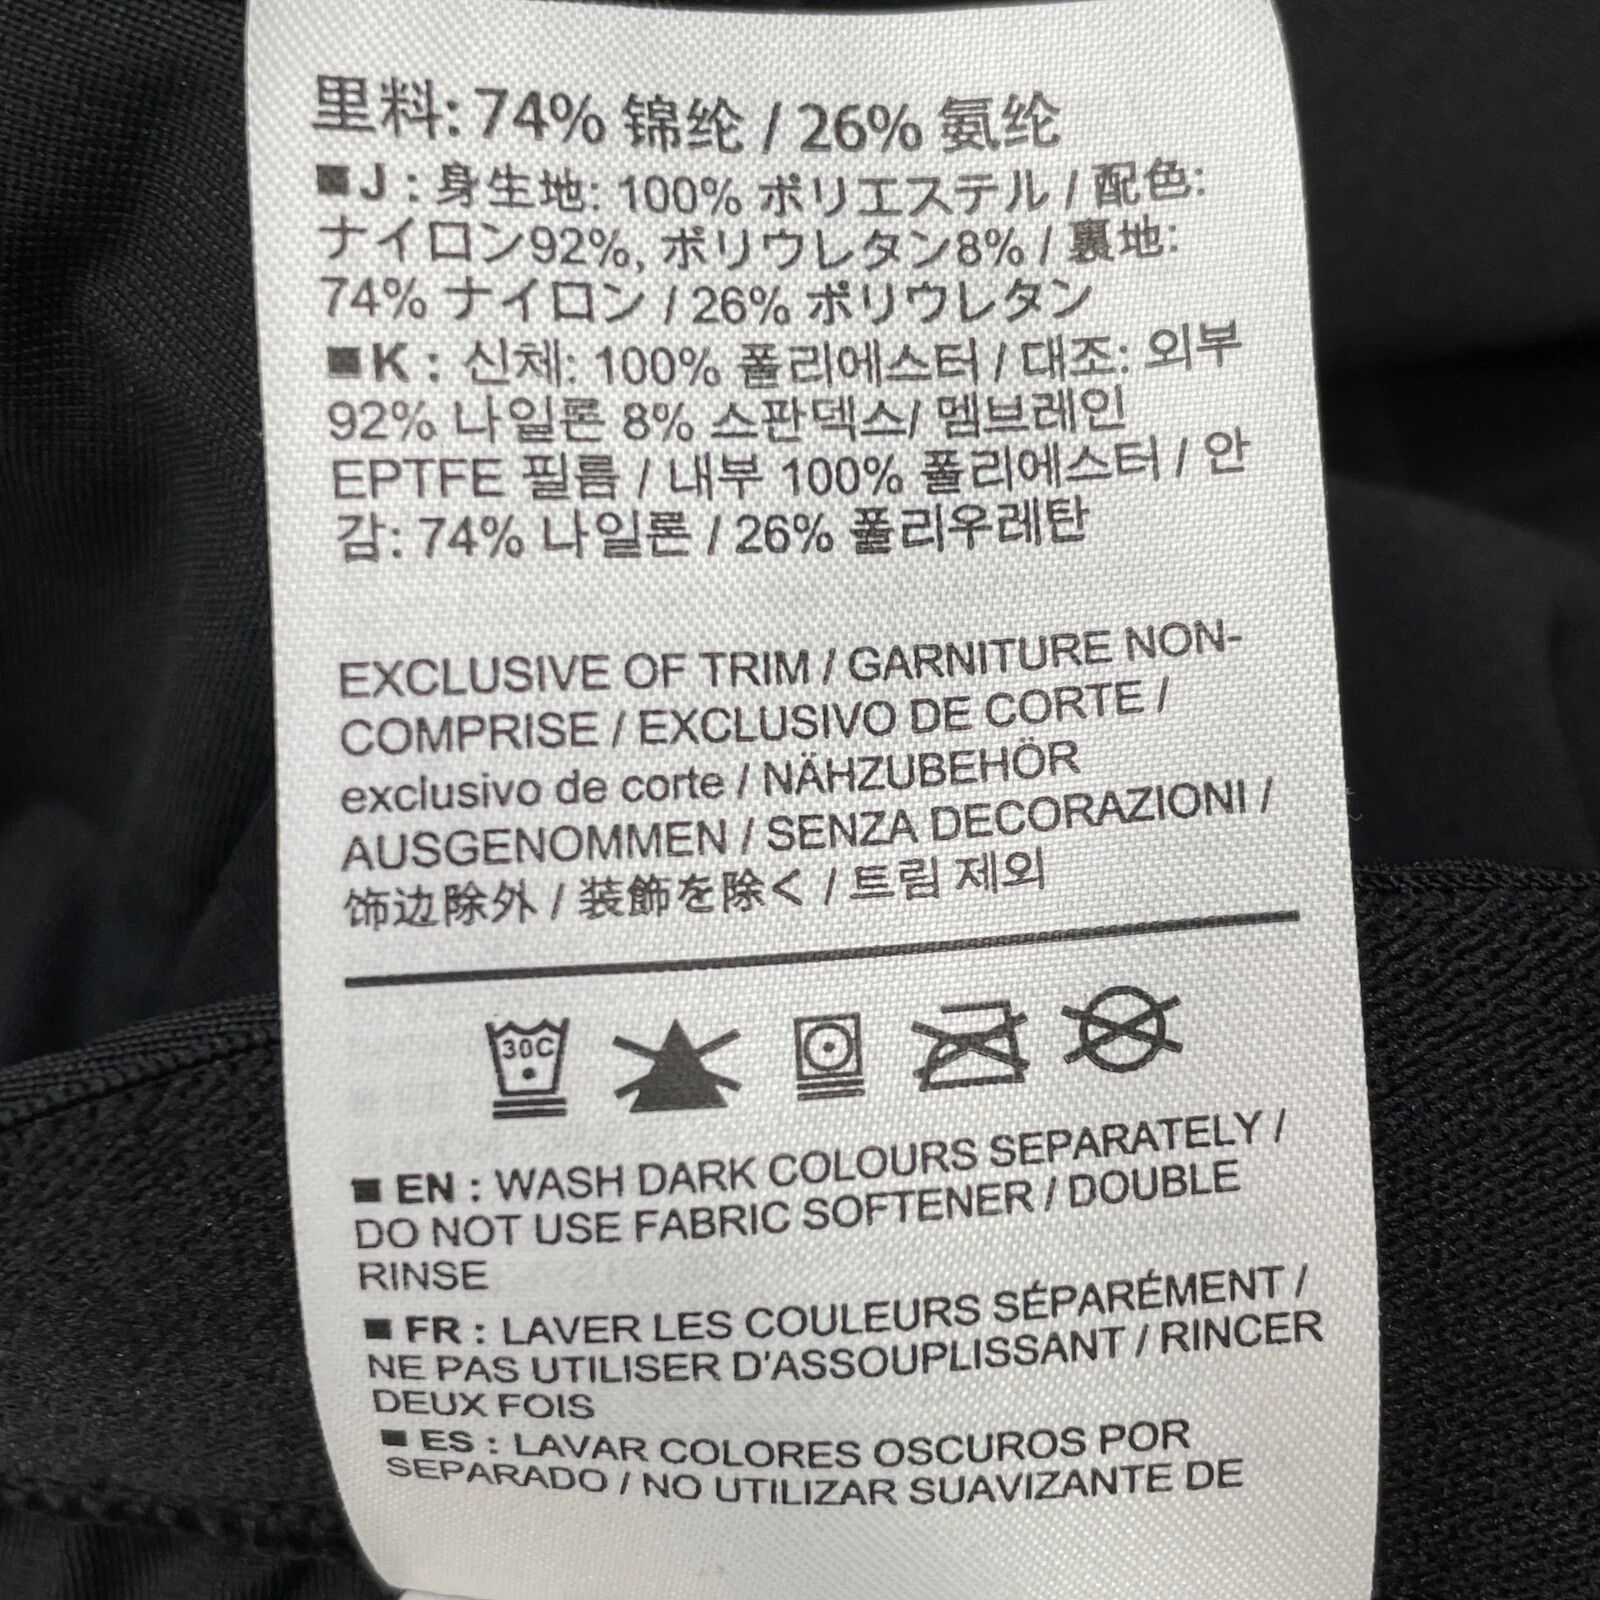 里料: 74% 锦纶 / 26% 氨纶
■ J : 身生地: 100% ポリエステル / 配色:
ナイロン92%, ポリウレタン8% / 裏地:
74% ナイロン / 26% ポリウレタン
■ K : 신체: 100% 폴리에스터 / 대조: 외부
92% 나일론 8% 스판덱스/ 멤브레인
EPTFE 필름 / 내부 100% 폴리에스터 / 안
감: 74% 나일론 / 26% 폴리우레탄
EXCLUSIVE OF TRIM / GARNITURE NON-
COMPRISE / EXCLUSIVO DE CORTE /
exclusivo de corte / NÄHZUBEHÖR
AUSGENOMMEN / SENZA DECORAZIONI /
饰边除外 / 装飾を除く / 트림 제외
30C
■ EN : WASH DARK COLOURS SEPARATELY /
DO NOT USE FABRIC SOFTENER / DOUBLE
RINSE
■ FR : LAVER LES COULEURS SÉPARÉMENT /
NE PAS UTILISER D'ASSOUPLISSANT / RINCER
DEUX FOIS
■ ES : LAVAR COLORES OSCUROS POR
SEPARADO / NO UTILIZAR SUAVIZANTE DE